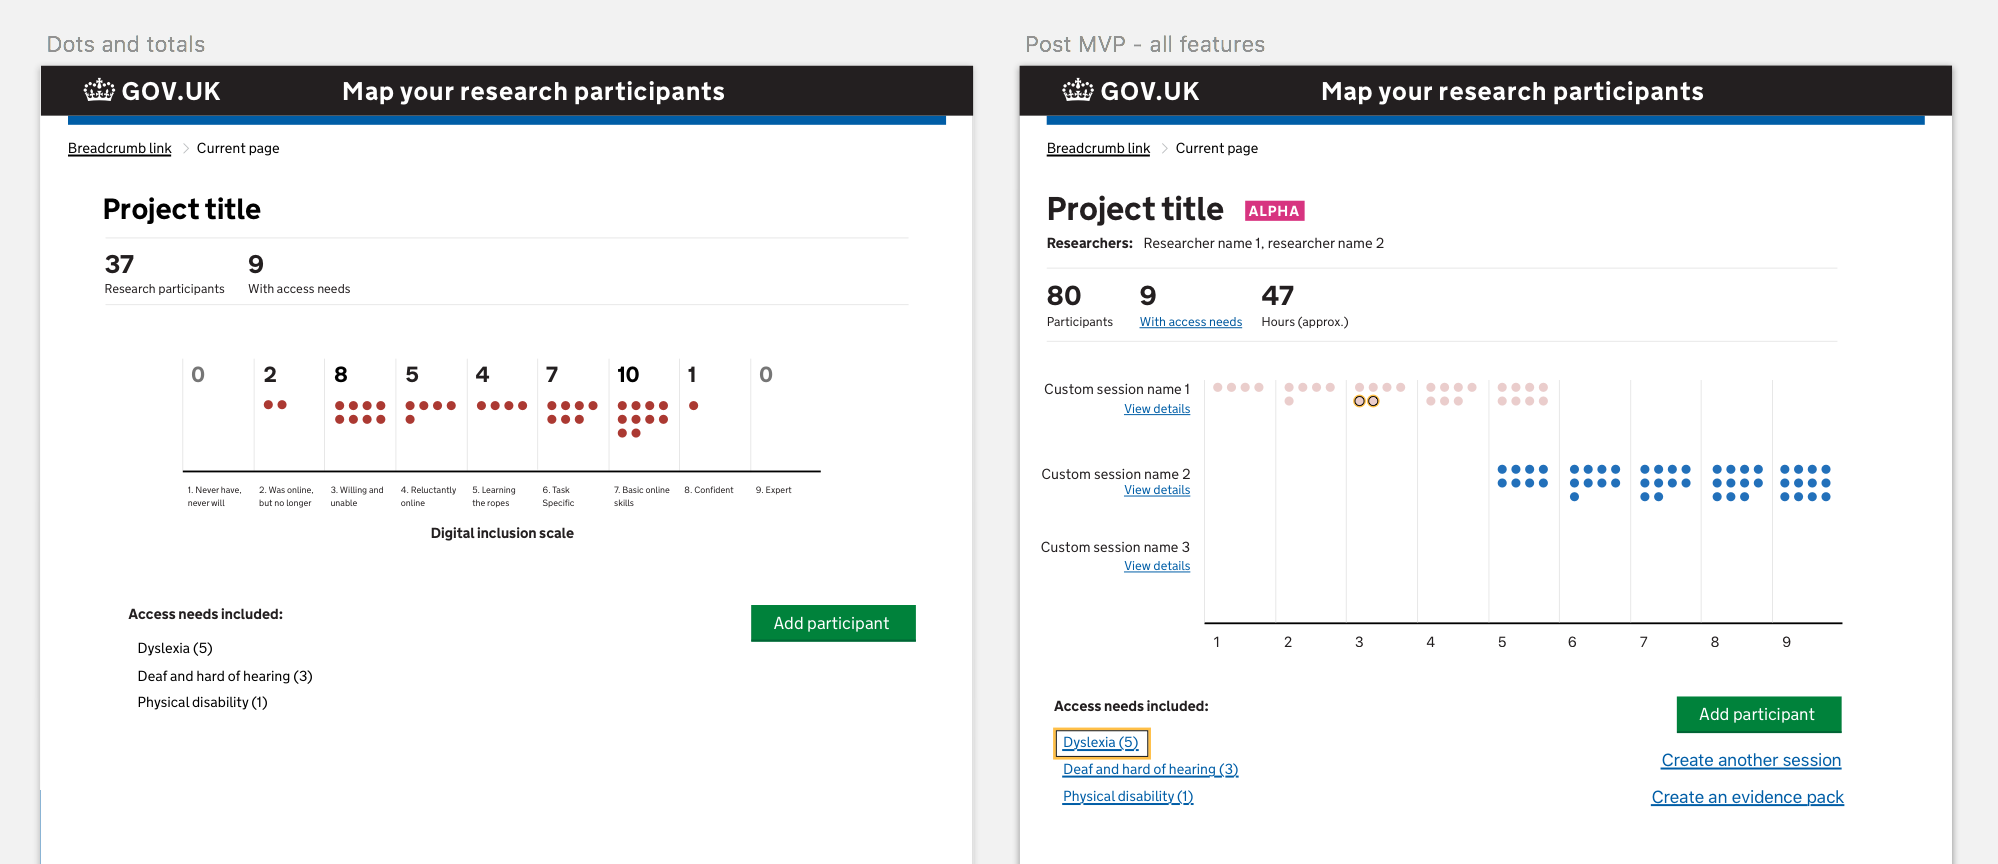 Dots and totals
GOV.UK
Map your research participants
Breadcrumb link
Current page
Project title
37
9
Research participants
With access needs
0
2
8
5
4
7
10
1
0
1. Never have,
never will
2. Was online,
but no longer
3. Willing and
unable
4. Reluctantly
online
5. Learning
the ropes
6. Task
Specific
7. Basic online
skills
8. Confident
9. Expert
Digital inclusion scale
Access needs included:
Dyslexia (5)
Deaf and hard of hearing (3)
Physical disability (1)
Add participant
Post MVP - all features
GOV.UK
Map your research participants
Breadcrumb link
Current page
Project title
ALPHA
Researchers: Researcher name 1, researcher name 2
80
9
47
Participants
With access needs
Hours (approx.)
Custom session name 1
View details
Custom session name 2
View details
Custom session name 3
View details
1
2
3
4
5
6
7
8
9
Access needs included:
Dyslexia (5)
Deaf and hard of hearing (3)
Physical disability (1)
Add participant
Create another session
Create an evidence pack